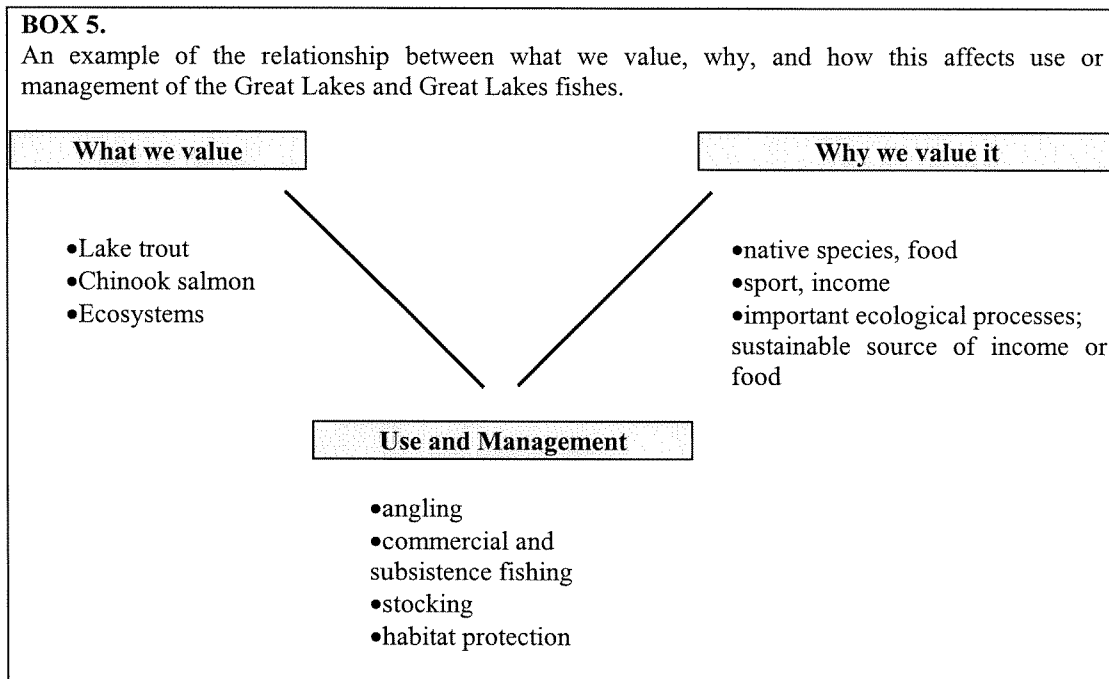 BOX 5.
An example of the relationship between what we value, why, and how this affects use or
management of the Great Lakes and Great Lakes fishes.
What we value
Why we value it
•Lake trout
•Chinook salmon
•Ecosystems
•native species, food
•sport, income
•important ecological processes;
sustainable source of income or
food
Use and Management
•angling
•commercial and
subsistence fishing
•stocking
•habitat protection